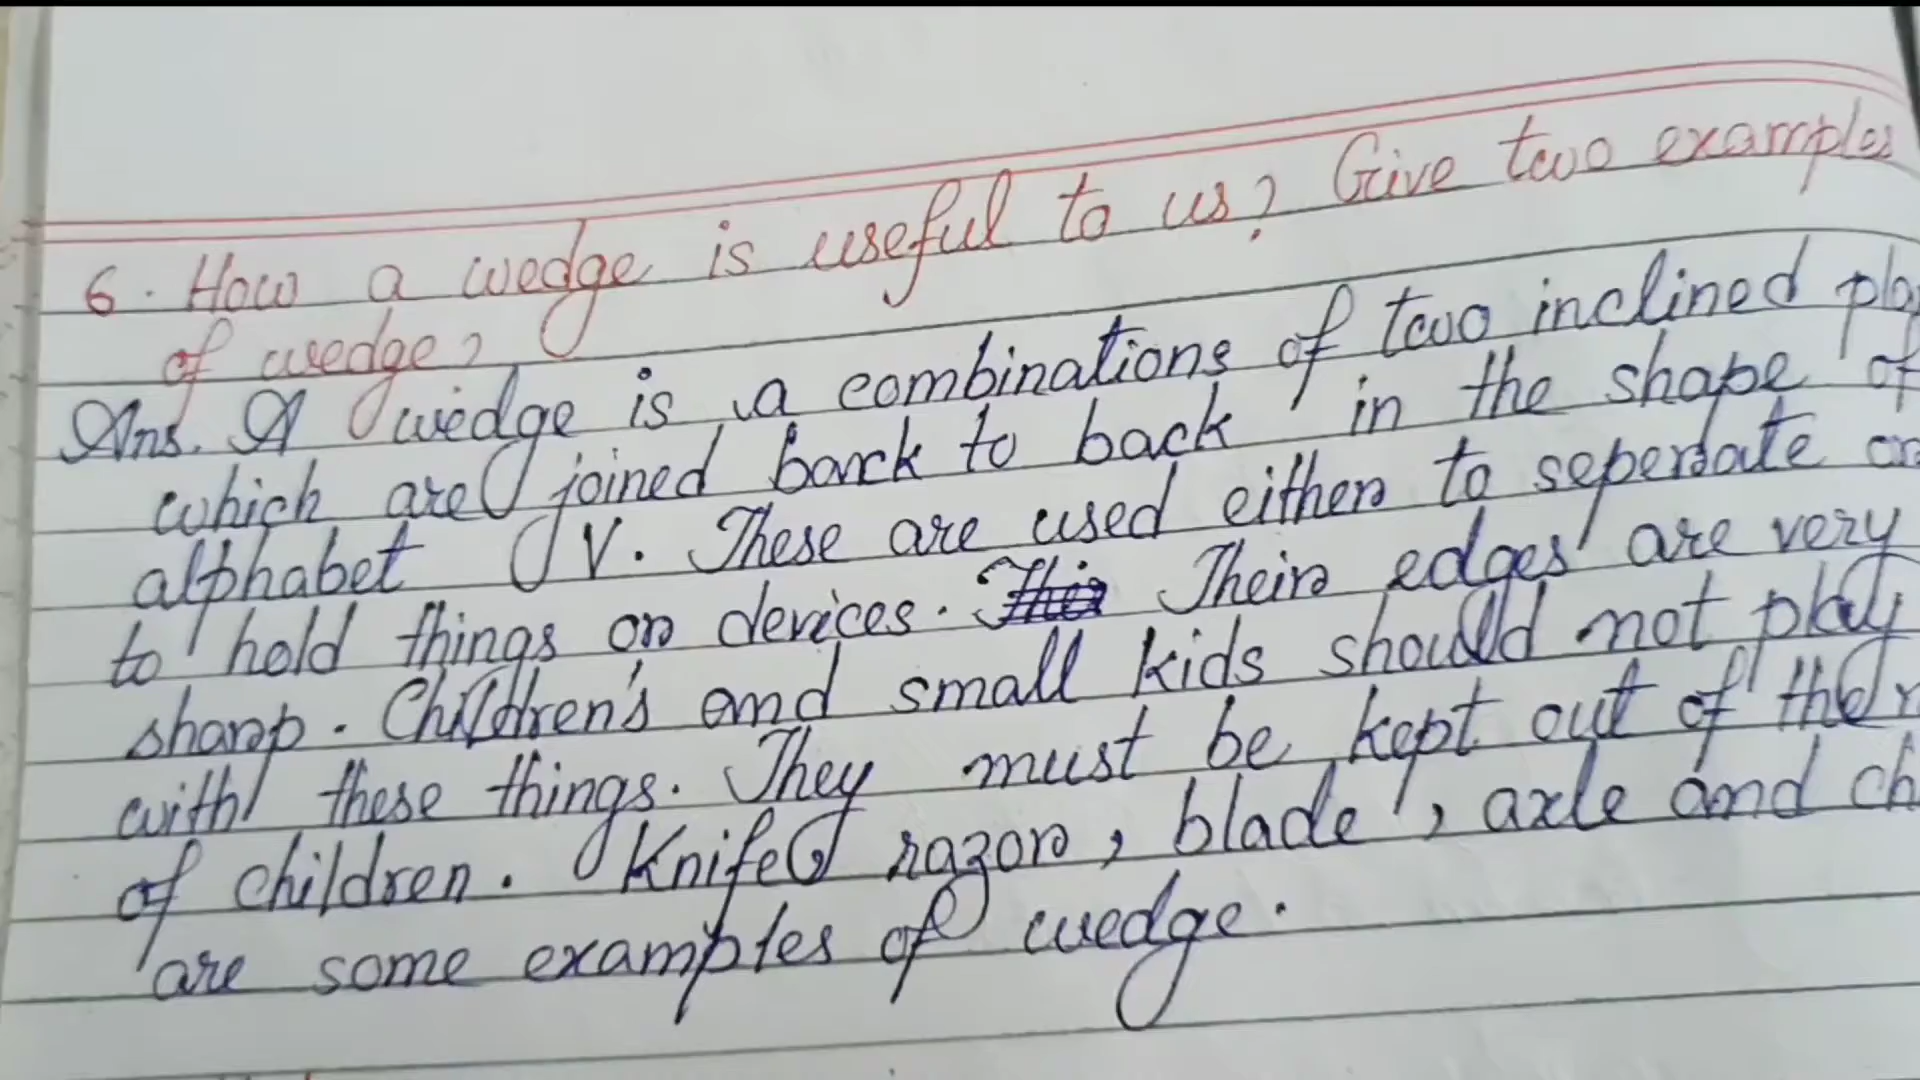 6. How a wedge is useful to us? Give two examples
of wedge?
Ans. A wedge is a combinations of two inclined
which are joined back to back in the shape of
alphabet V. These are used either to seperate or
to hold things or devices. This Their edges are very
sharp. Children's and small kids should not play
with these things. They must be kept out of the
of children. Knife, razor, blade, axle and
are some examples of wedge.